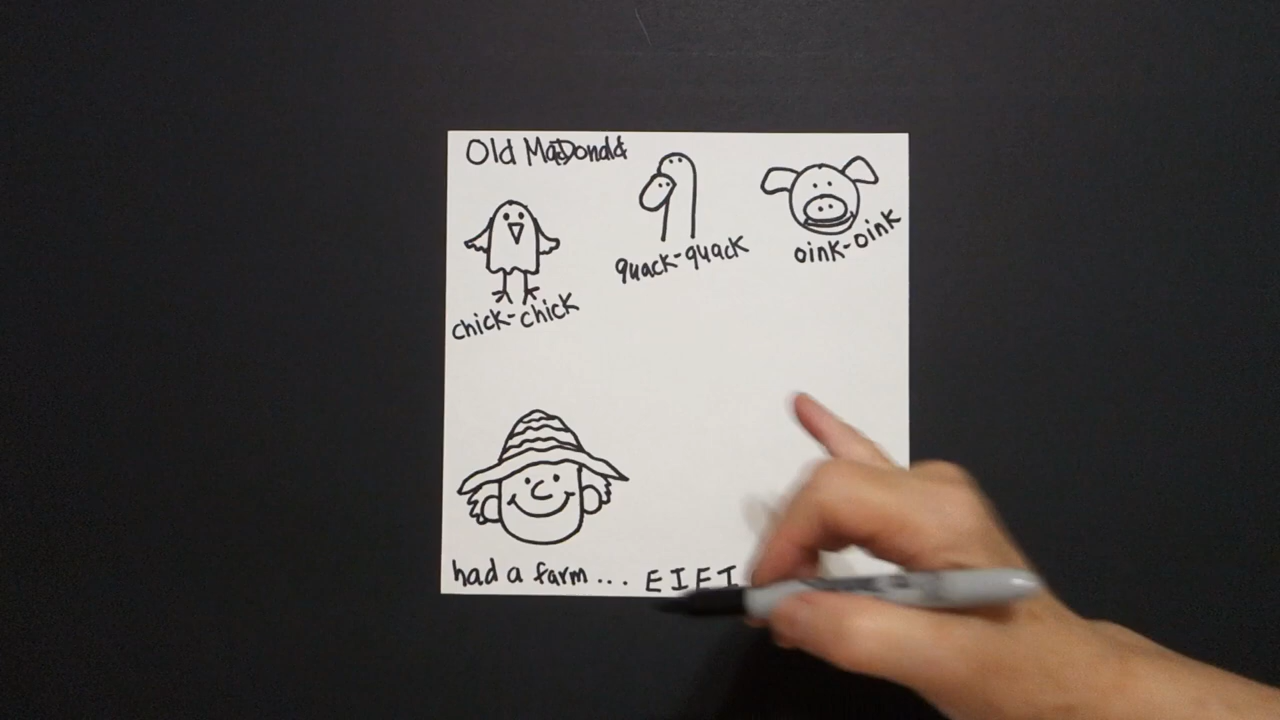 Old MacDonald
quack-quack
oink-oink
chick-chick
had a farm... EIEI